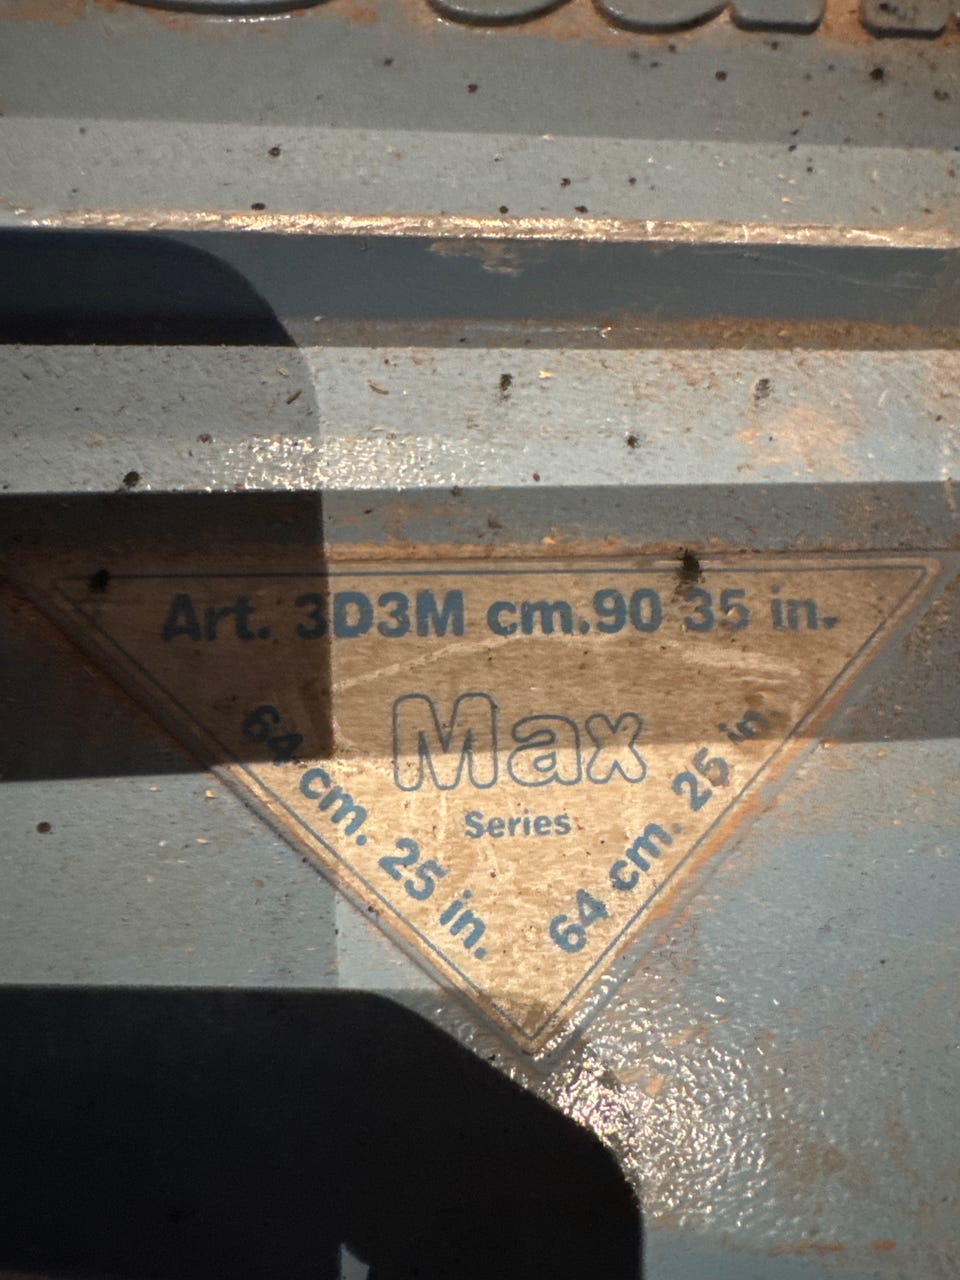 Art. 3D3M cm.90 35 in.
Max
Series
64 cm. 25 in.
64 cm. 25 in.